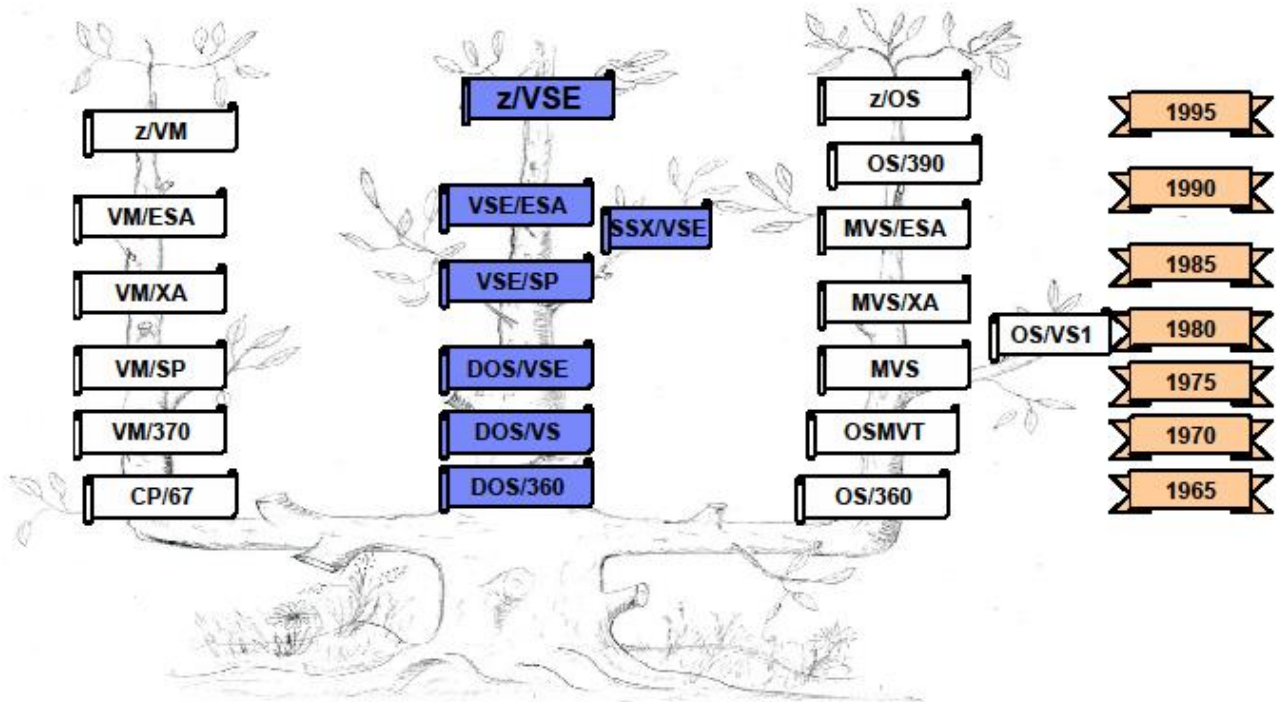 z/VM
VM/ESA
VM/XA
VM/SP
VM/370
CP/67
z/VSE
VSE/ESA
SSX/VSE
VSE/SP
DOS/VSE
DOS/VS
DOS/360
z/OS
OS/390
MVS/ESA
MVS/XA
OS/VS1
MVS
OSMVT
OS/360
1995
1990
1985
1980
1975
1970
1965